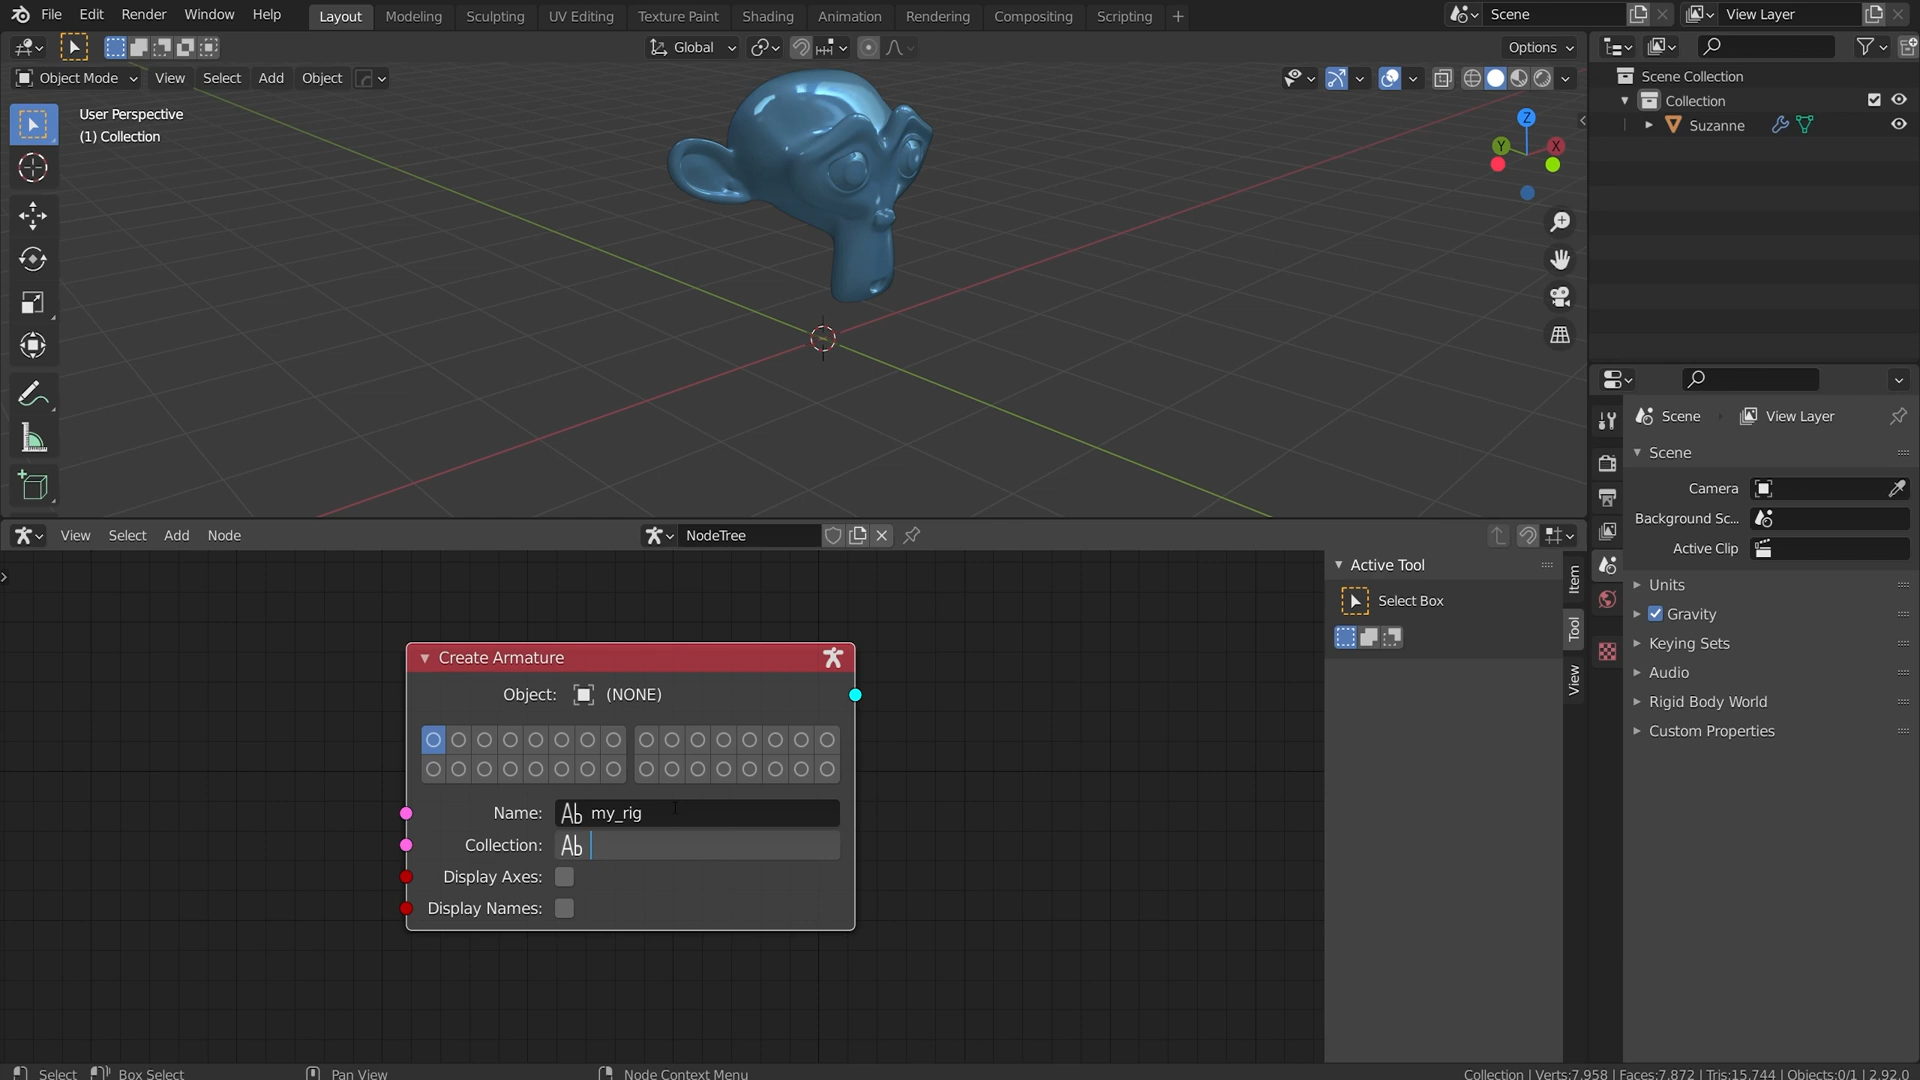 File Edit Render Window Help Layout Modeling Sculpting UV Editing Texture Paint Shading Animation Rendering Compositing Scripting + Scene View Layer
Global Options
Object Mode View Select Add Object
User Perspective
(1) Collection
Z
Y
X
Scene Collection
Collection
Suzanne
Scene View Layer
Scene
Camera
Background Sc...
Active Clip
Units
Gravity
Keying Sets
Audio
Rigid Body World
Custom Properties
View Select Add Node NodeTree
Active Tool
Select Box
Item
Tool
View
Create Armature
Object: (NONE)
Name: Ab my_rig
Collection: Ab
Display Axes:
Display Names:
Select Box Select Pan View Node Context Menu Collection | Verts:7,958 | Faces:7,872 | Tris:15,744 | Objects:0/1 | 2.92.0